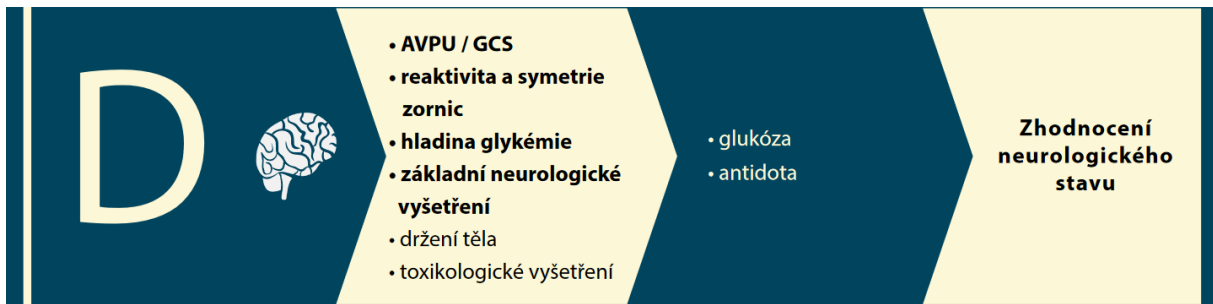 D
• AVPU / GCS
• reaktivita a symetrie
zornic
• hladina glykémie
• základní neurologické
vyšetření
• držení těla
• toxikologické vyšetření
• glukóza
• antidota
Zhodnocení
neurologického
stavu